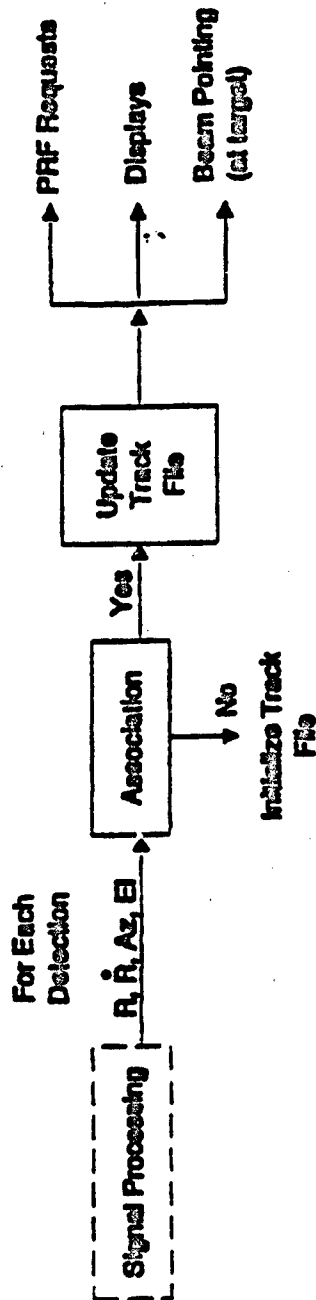 Signal Processing
For Each
Detection
R, Ṙ, Az, El
Association
Yes
No
Initialize Track
File
Update
Track
File
PRF Requests
Displays
Beam Pointing
(at target)